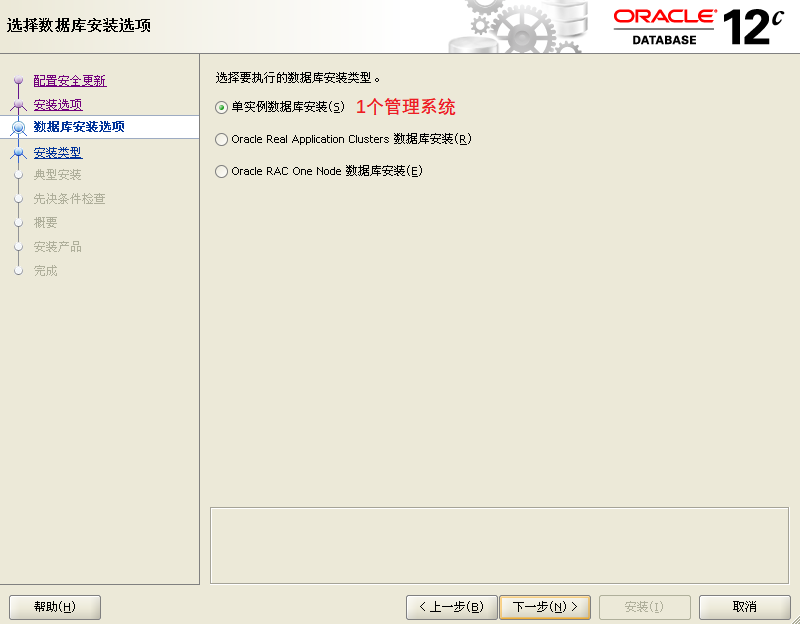 选择数据库安装选项
ORACLE
DATABASE
12c
配置安全更新
安装选项
数据库安装选项
安装类型
典型安装
先决条件检查
概要
安装产品
完成
选择要执行的数据库安装类型。
单实例数据库安装(S) 1个管理系统
Oracle Real Application Clusters 数据库安装(R)
Oracle RAC One Node 数据库安装(E)
帮助(H)
< 上一步(B)
下一步(N) >
安装(I)
取消